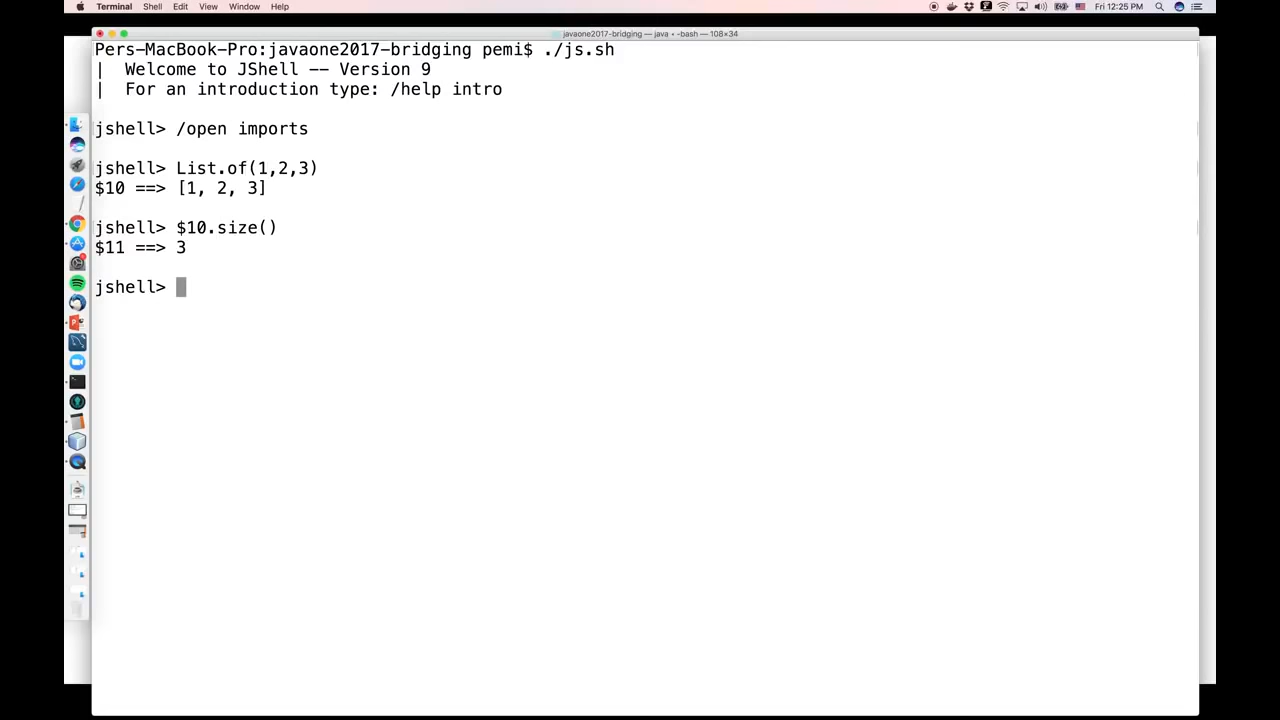 Terminal Shell Edit View Window Help Fri 12:25 PM
javaone2017-bridging — java • -bash — 108×34
Pers-MacBook-Pro:javaone2017-bridging pemi$ ./js.sh
| Welcome to JShell -- Version 9
| For an introduction type: /help intro
jshell> /open imports
jshell> List.of(1,2,3)
$10 ==> [1, 2, 3]
jshell> $10.size()
$11 ==> 3
jshell>